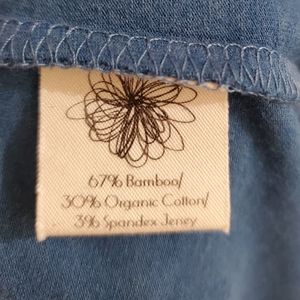 67% Bamboo/
30% Organic Cotton/
3% Spandex Jersey